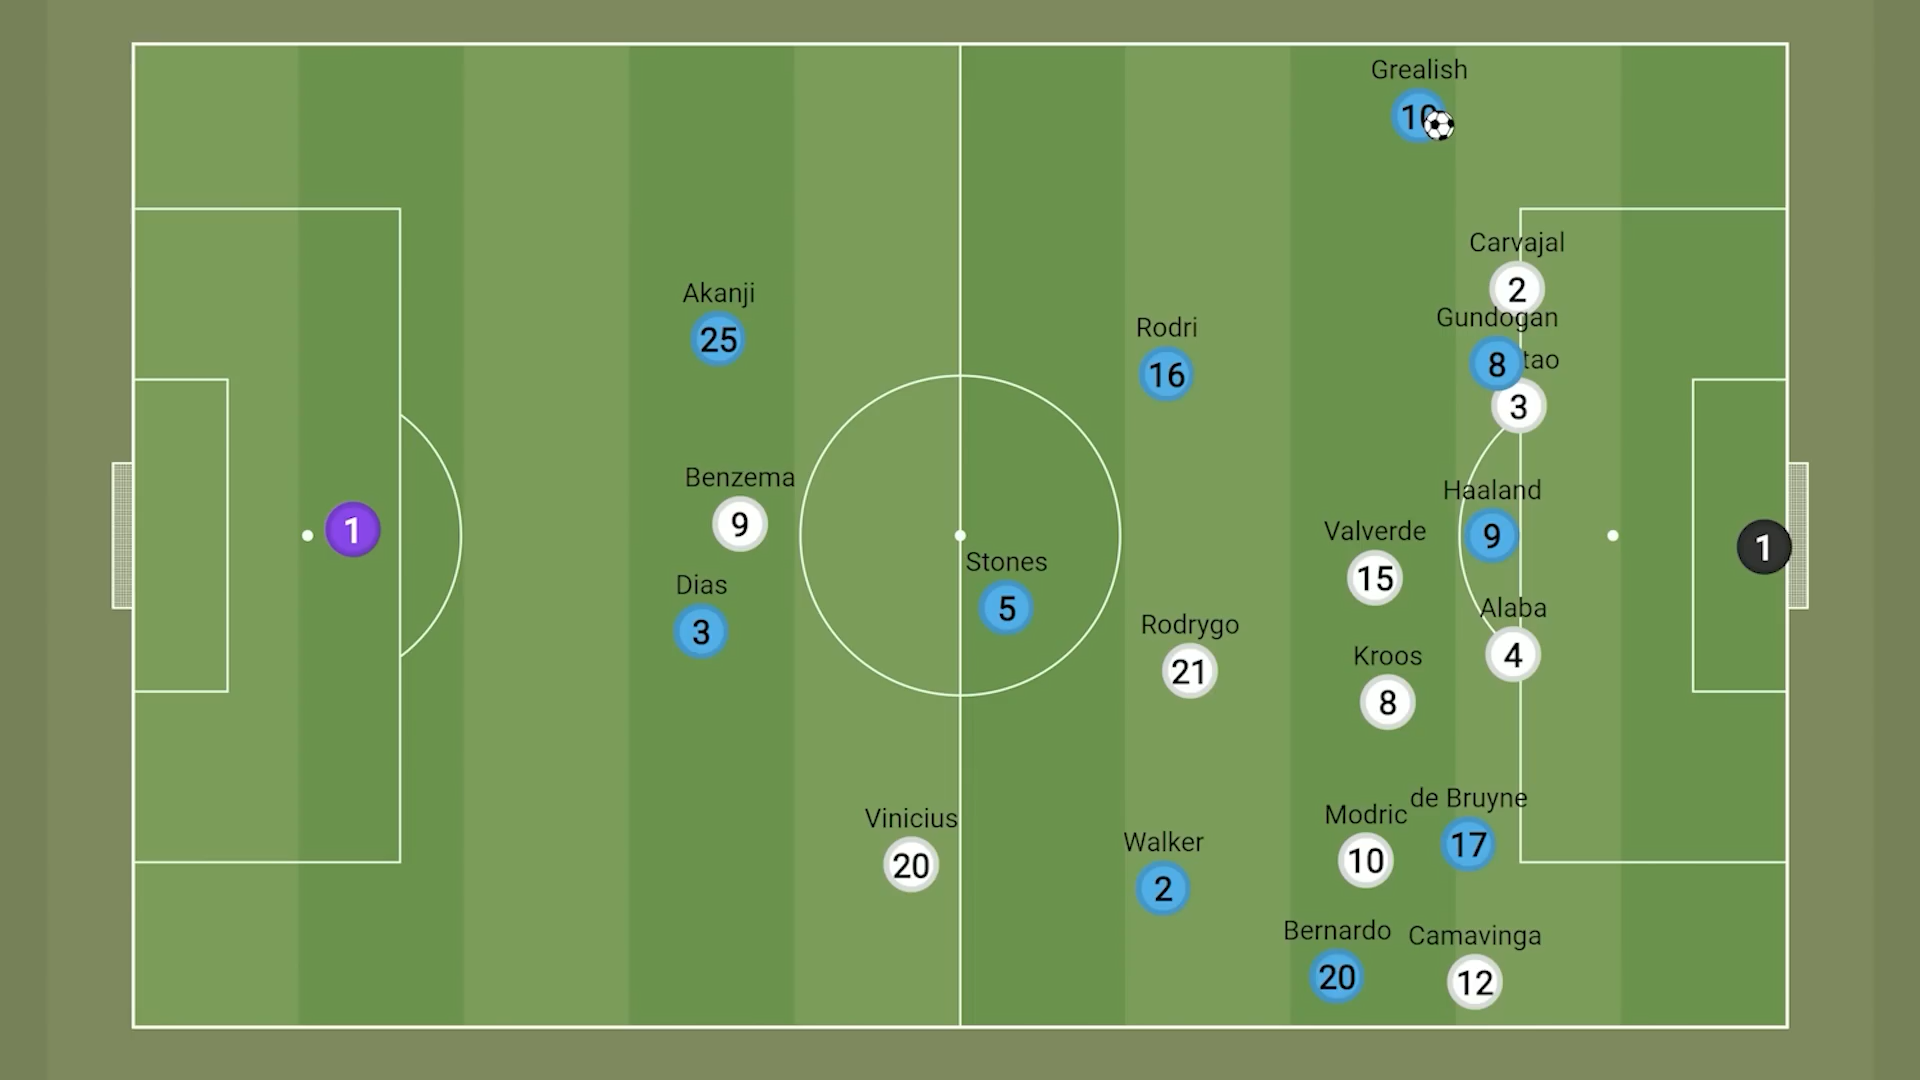 Grealish
10
Carvajal
2
Akanji
25
Gundogan
8
Rodri
16
tao
3
Benzema
9
Haaland
9
1
Valverde
15
1
Stones
5
Dias
3
Alaba
4
Rodrygo
21
Kroos
8
de Bruyne
17
Modric
10
Vinicius
20
Walker
2
Bernardo
20
Camavinga
12